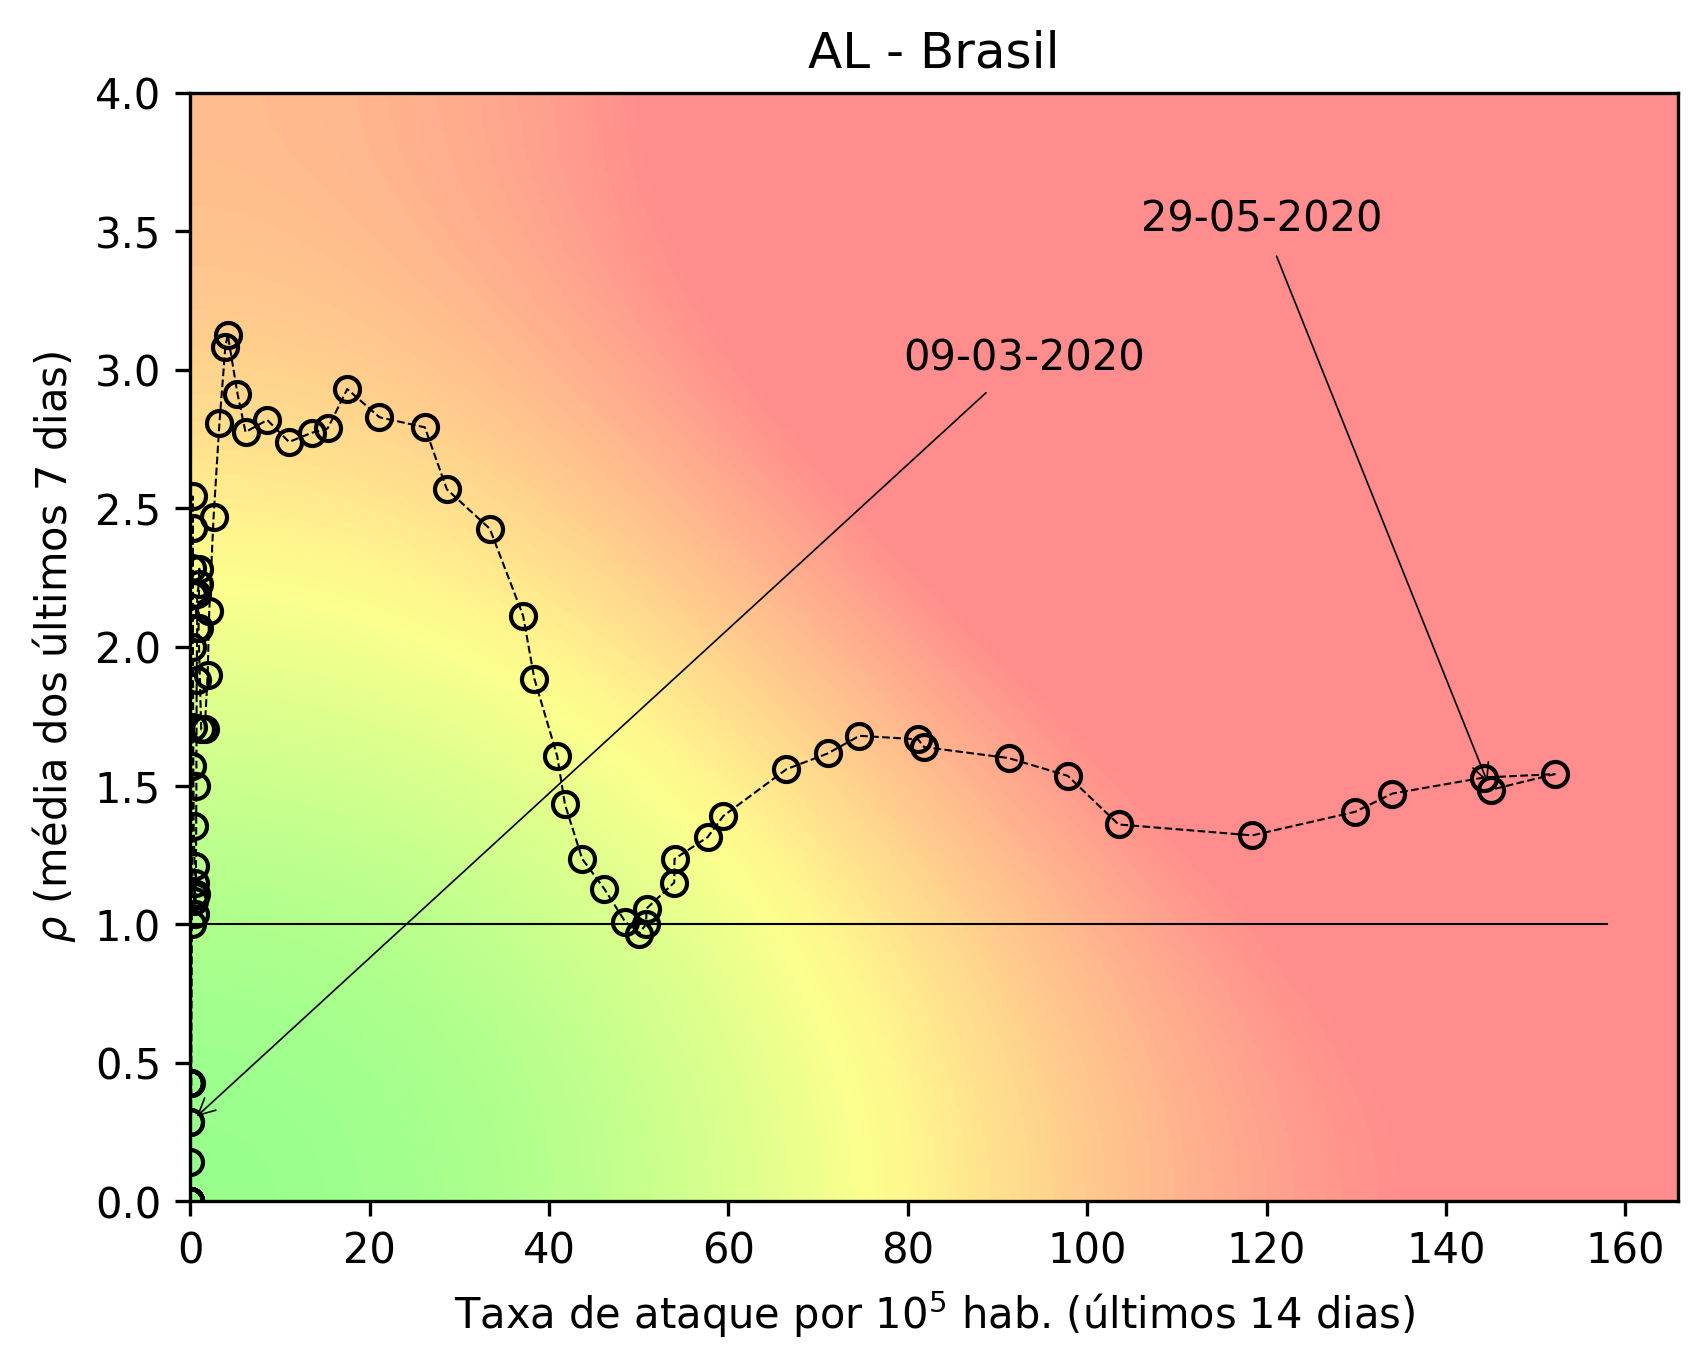 AL - Brasil
4.0
3.5
3.0
2.5
2.0
1.5
1.0
0.5
0.0
ρ (média dos últimos 7 dias)
29-05-2020
09-03-2020
0 20 40 60 80 100 120 140 160
Taxa de ataque por 10⁵ hab. (últimos 14 dias)